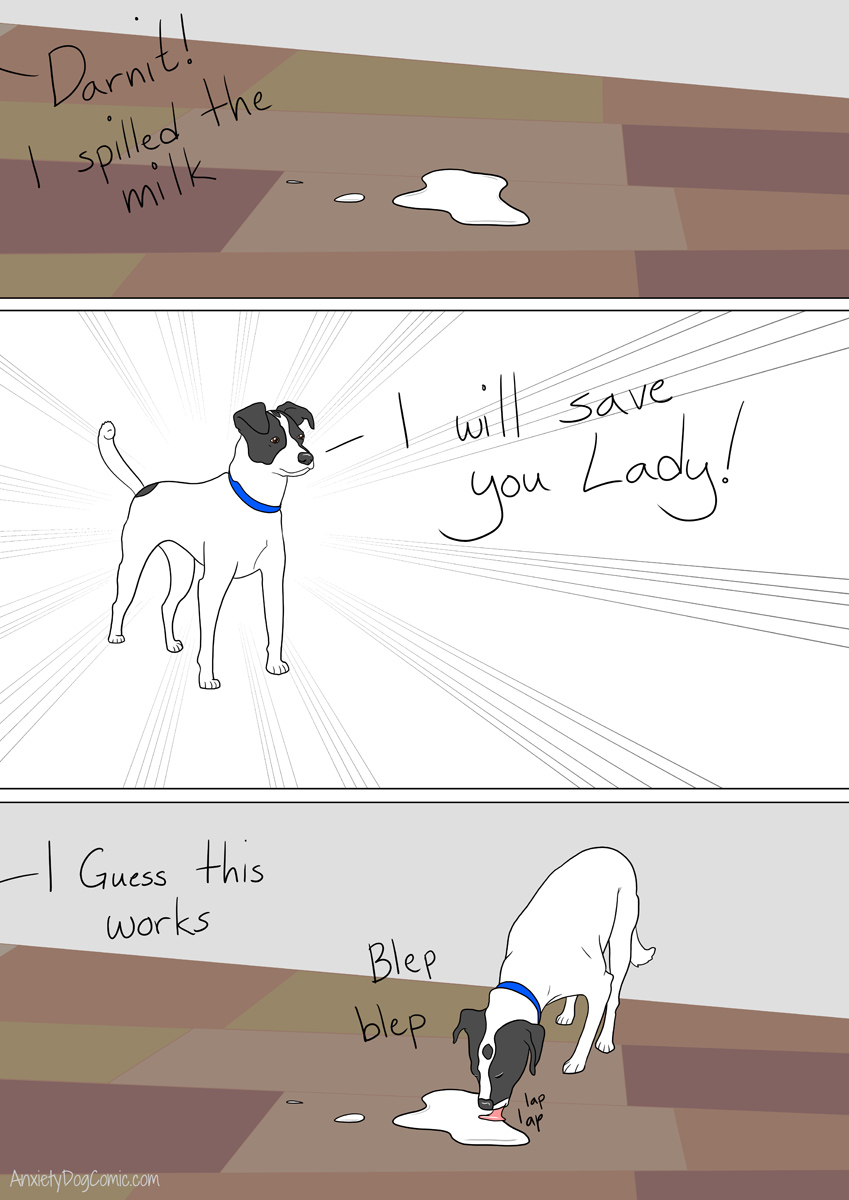 Darnit!
I spilled the
milk
I will save
you Lady!
I Guess this
works
Blep
blep
lap
lap
AnxietyDogComic.com